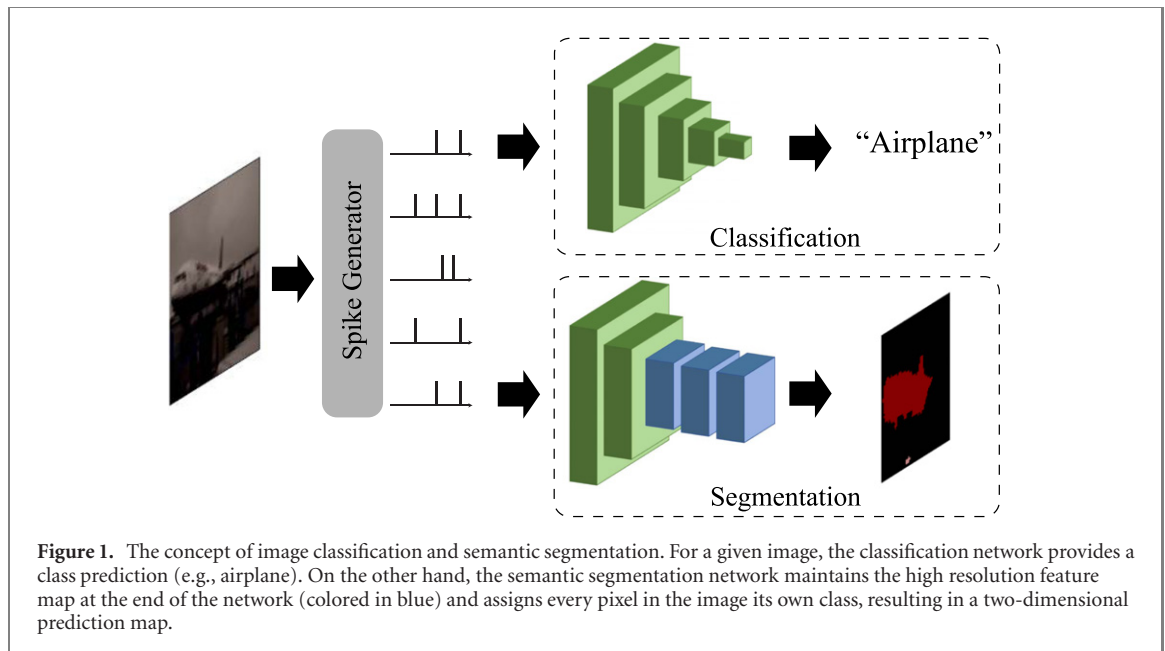 Spike Generator
“Airplane”
Classification
Segmentation
Figure 1. The concept of image classification and semantic segmentation. For a given image, the classification network provides a
class prediction (e.g., airplane). On the other hand, the semantic segmentation network maintains the high resolution feature
map at the end of the network (colored in blue) and assigns every pixel in the image its own class, resulting in a two-dimensional
prediction map.